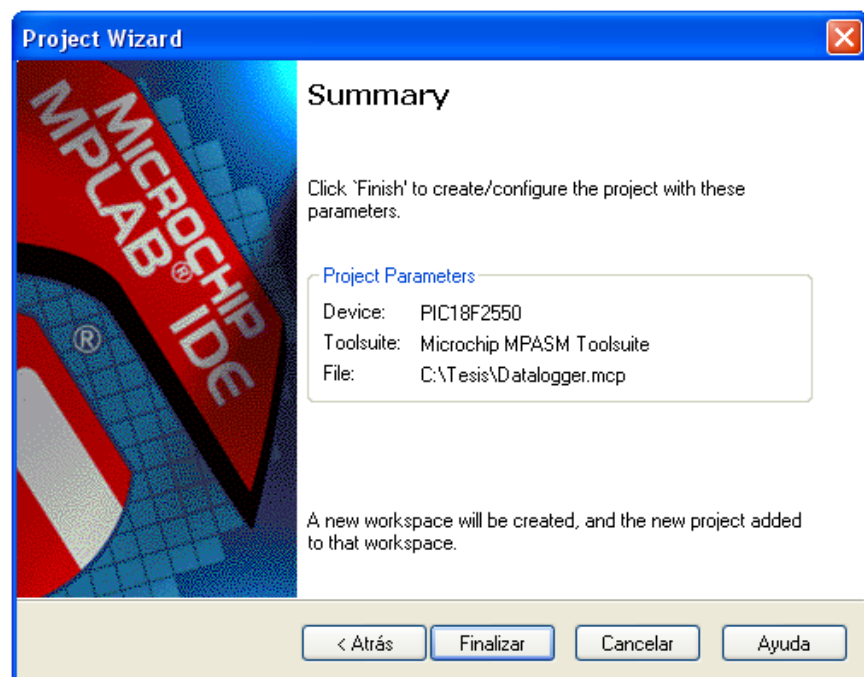 Project Wizard
MICROCHIP
MPLAB® IDE
®
Summary
Click `Finish' to create/configure the project with these
parameters.
Project Parameters
Device: PIC18F2550
Toolsuite: Microchip MPASM Toolsuite
File: C:\Tesis\Datalogger.mcp
A new workspace will be created, and the new project added
to that workspace.
< Atrás Finalizar Cancelar Ayuda